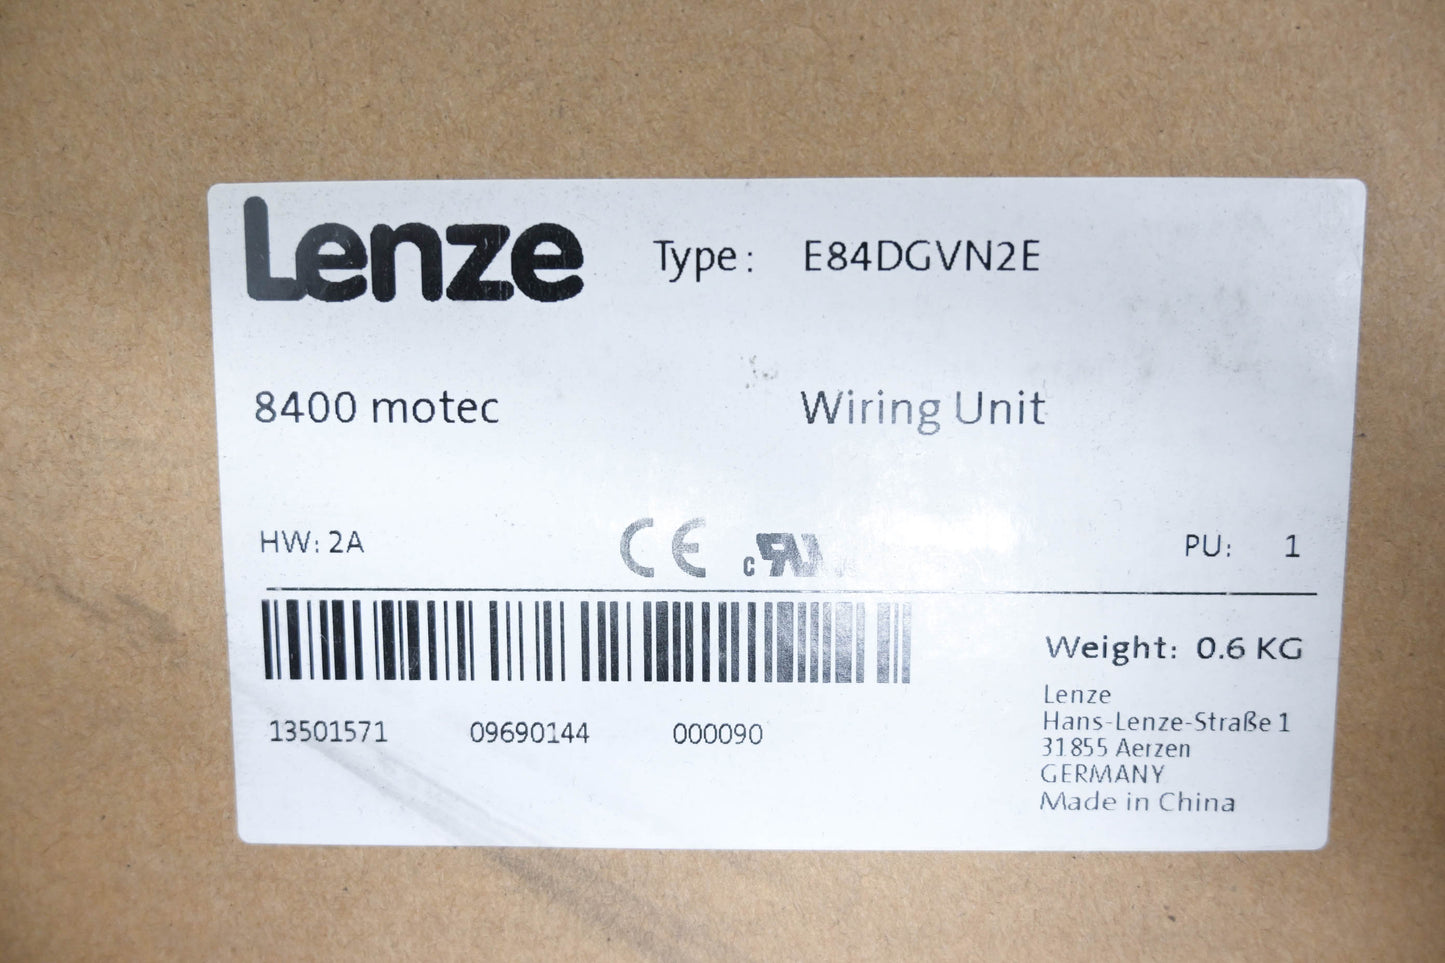 Lenze Type: E84DGVN2E
8400 motec Wiring Unit
HW: 2A CE c RU PU: 1
Weight: 0.6 KG
13501571 09690144 000090
Lenze
Hans-Lenze-Straße 1
31855 Aerzen
GERMANY
Made in China